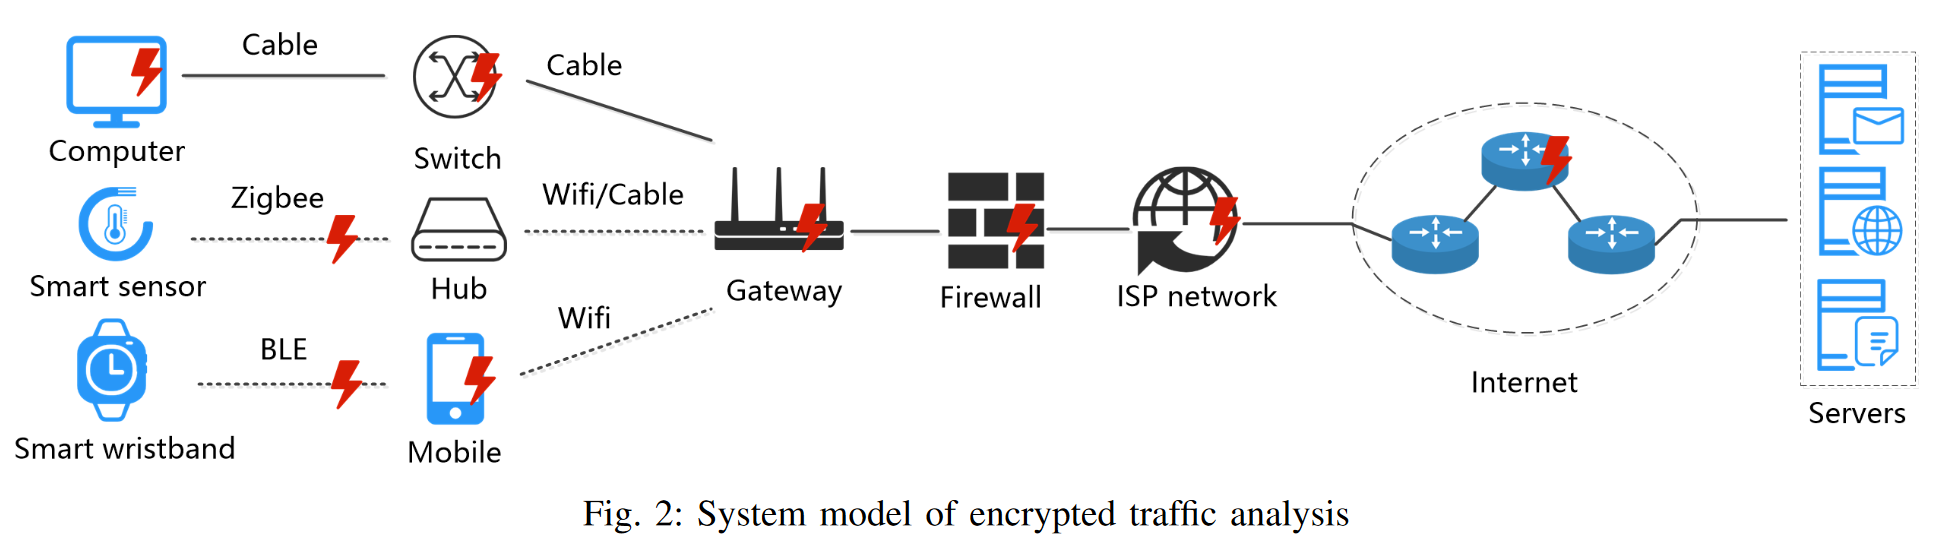 Cable
Cable
Computer
Switch
Zigbee
Wifi/Cable
Smart sensor
Hub
Gateway
Firewall
ISP network
Wifi
BLE
Internet
Servers
Smart wristband
Mobile
Fig. 2: System model of encrypted traffic analysis